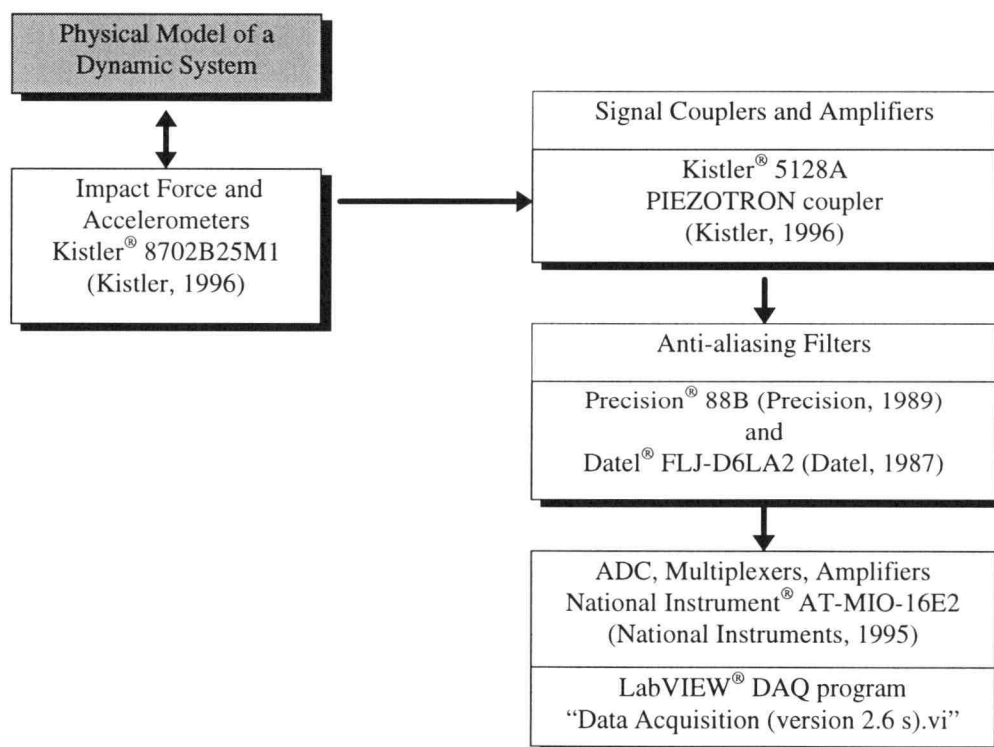 Physical Model of a
Dynamic System
Impact Force and
Accelerometers
Kistler® 8702B25M1
(Kistler, 1996)
Signal Couplers and Amplifiers
Kistler® 5128A
PIEZOTRON coupler
(Kistler, 1996)
Anti-aliasing Filters
Precision® 88B (Precision, 1989)
and
Datel® FLJ-D6LA2 (Datel, 1987)
ADC, Multiplexers, Amplifiers
National Instrument® AT-MIO-16E2
(National Instruments, 1995)
LabVIEW® DAQ program
“Data Acquisition (version 2.6 s).vi”